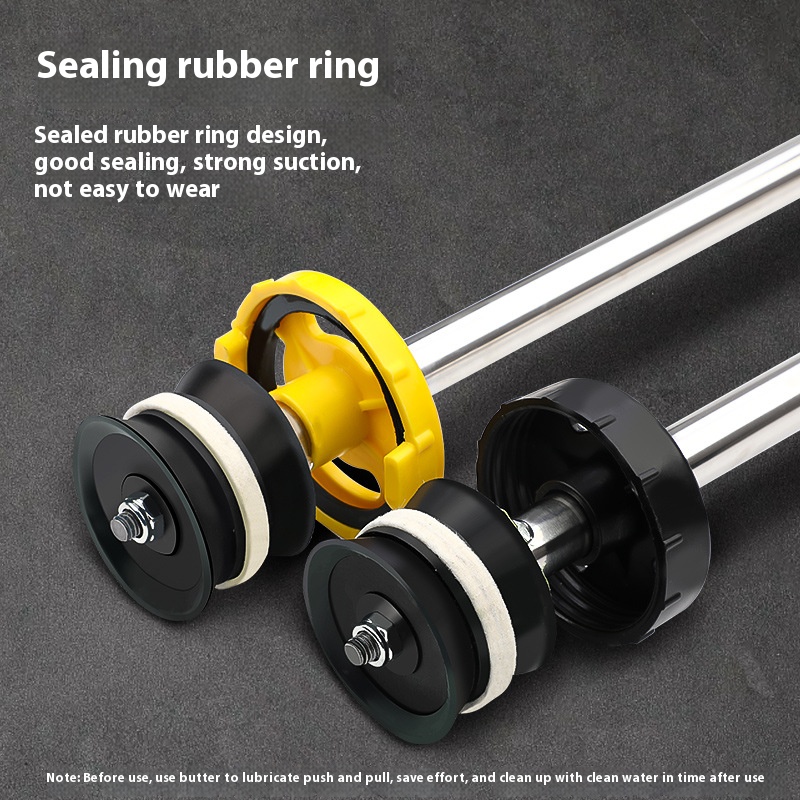 Sealing rubber ring
Sealed rubber ring design,
good sealing, strong suction,
not easy to wear
Note: Before use, use butter to lubricate push and pull, save effort, and clean up with clean water in time after use